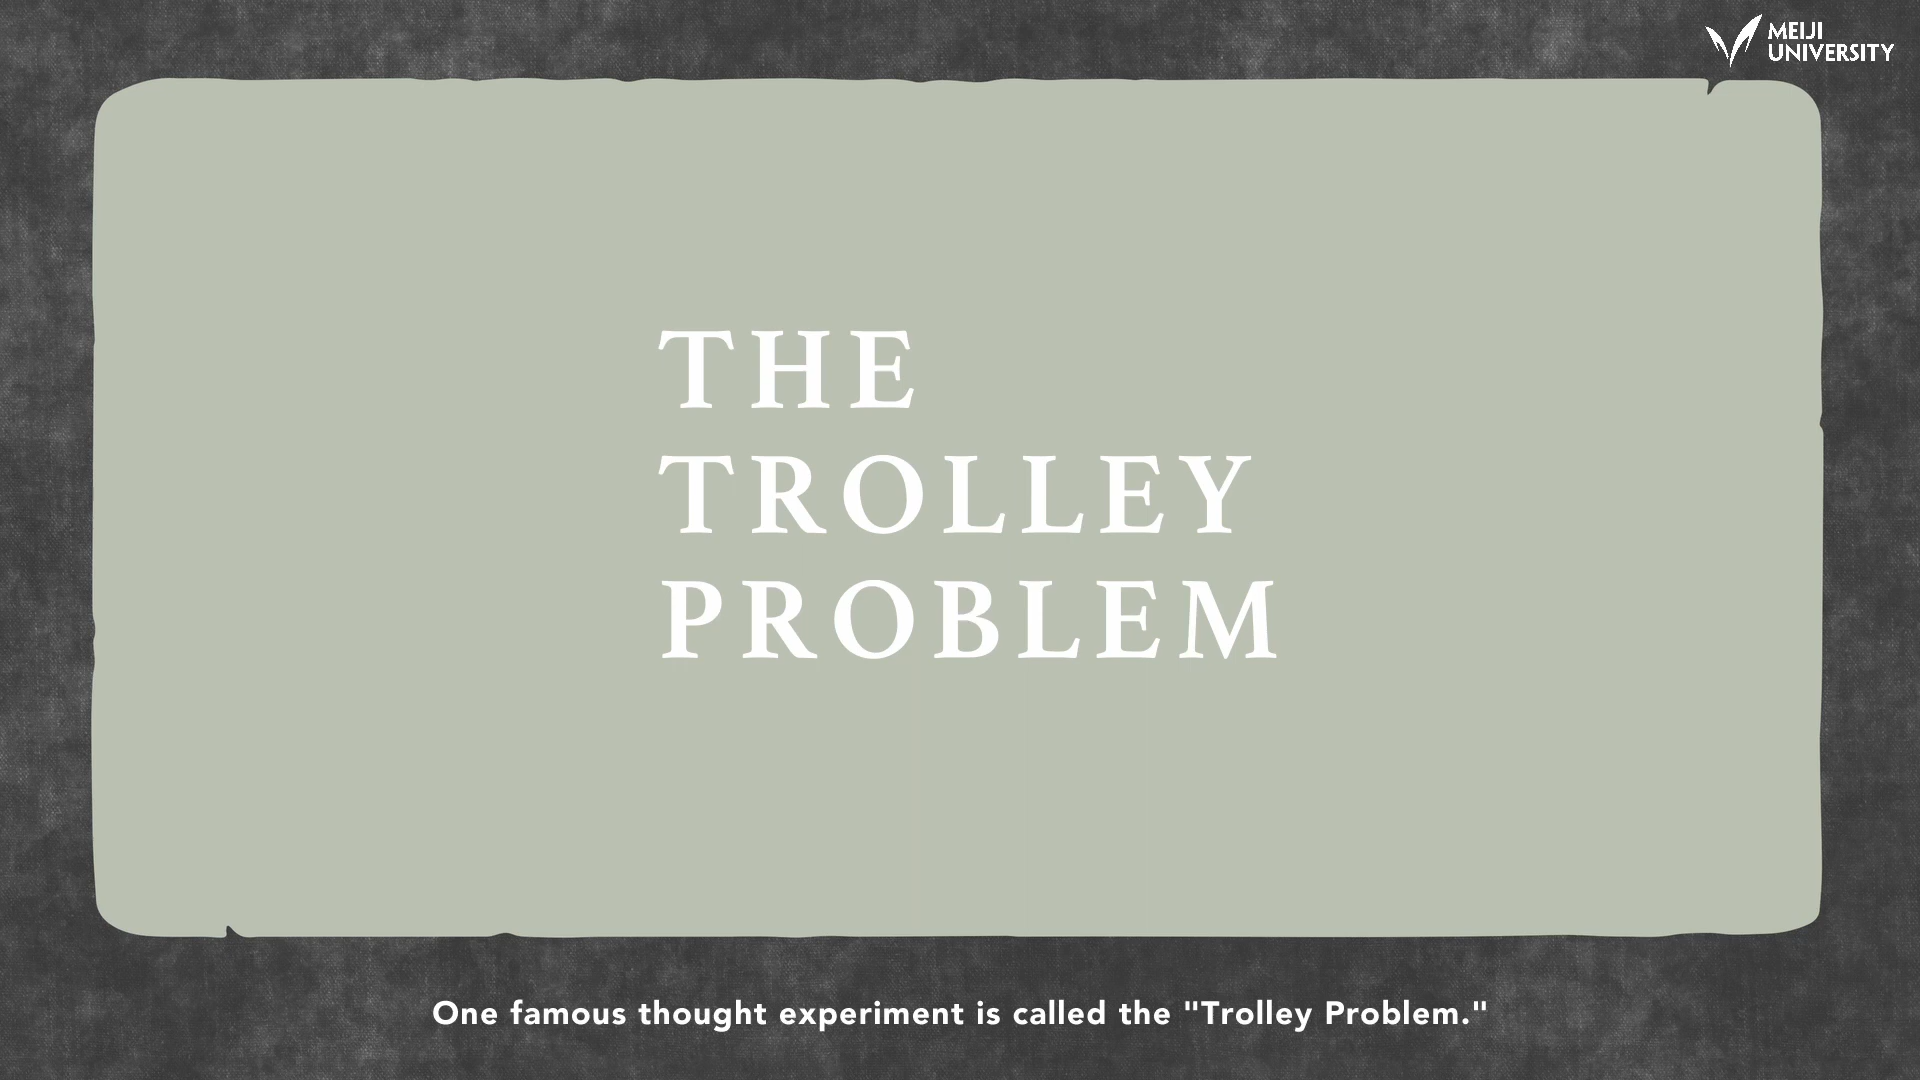 MEIJI
UNIVERSITY
THE
TROLLEY
PROBLEM
One famous thought experiment is called the "Trolley Problem."